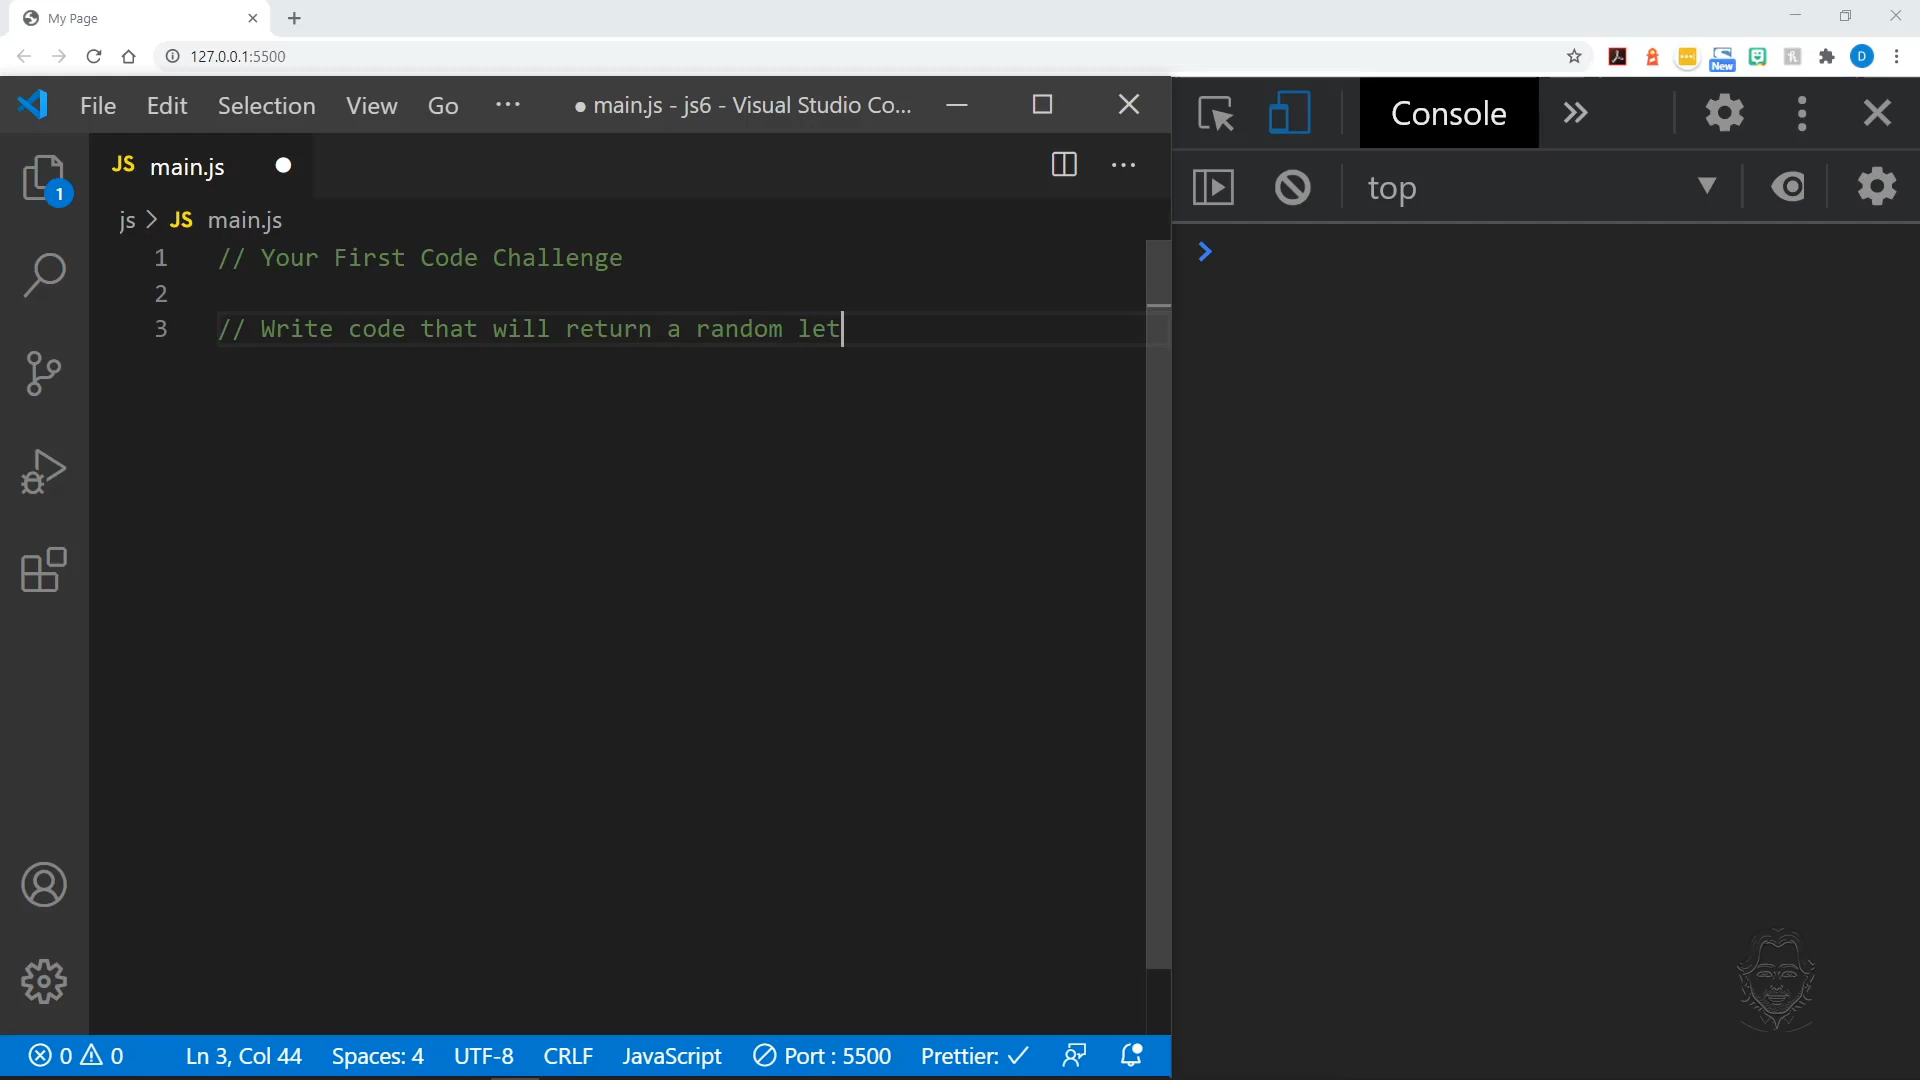 My Page
127.0.0.1:5500
New
D
File Edit Selection View Go ··· ● main.js - js6 - Visual Studio Co...
Console
JS main.js
top
1
js > JS main.js
1 // Your First Code Challenge
2
3 // Write code that will return a random let
0 0 Ln 3, Col 44 Spaces: 4 UTF-8 CRLF JavaScript Port : 5500 Prettier: ✓